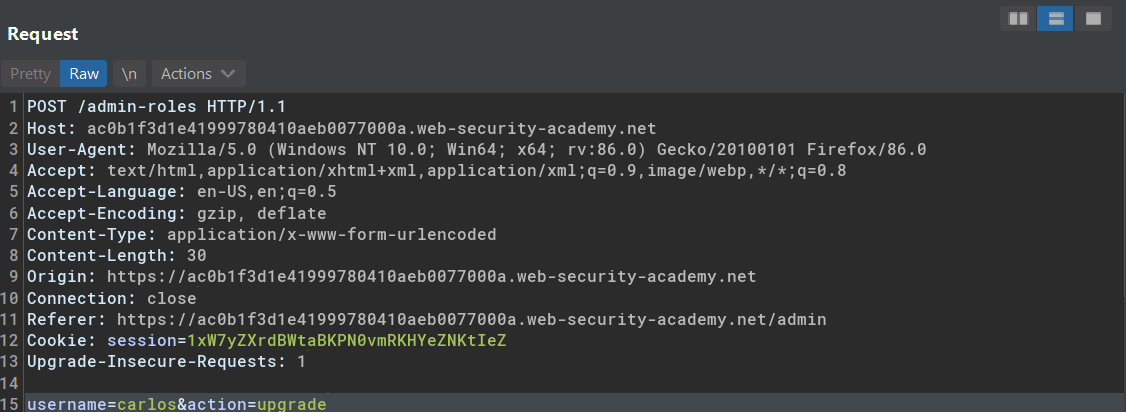 Request
Pretty Raw \n Actions
1 POST /admin-roles HTTP/1.1
2 Host: ac0b1f3d1e41999780410aeb0077000a.web-security-academy.net
3 User-Agent: Mozilla/5.0 (Windows NT 10.0; Win64; x64; rv:86.0) Gecko/20100101 Firefox/86.0
4 Accept: text/html,application/xhtml+xml,application/xml;q=0.9,image/webp,*/*;q=0.8
5 Accept-Language: en-US,en;q=0.5
6 Accept-Encoding: gzip, deflate
7 Content-Type: application/x-www-form-urlencoded
8 Content-Length: 30
9 Origin: https://ac0b1f3d1e41999780410aeb0077000a.web-security-academy.net
10 Connection: close
11 Referer: https://ac0b1f3d1e41999780410aeb0077000a.web-security-academy.net/admin
12 Cookie: session=1xW7yZXrdBWtaBKPN0vmRKHYeZNKtIeZ
13 Upgrade-Insecure-Requests: 1
14
15 username=carlos&action=upgrade